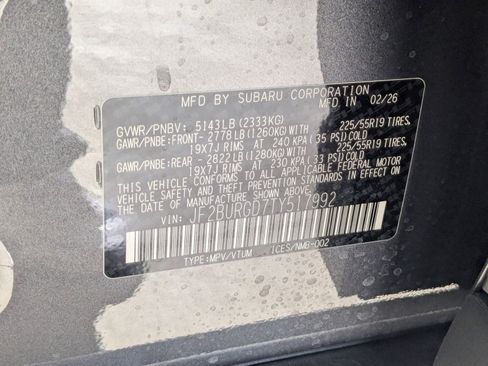 MFD BY SUBARU CORPORATION
MFD IN 02/26
GVWR/PNBV: 5143LB(2333KG)
GAWR/PNBE:FRONT- 2778LB(1260KG)WITH 225/55R19 TIRES,
19X7J RIMS AT 240 KPA(35 PSI)COLD
GAWR/PNBE:REAR - 2822LB(1280KG)WITH 225/55R19 TIRES,
19X7J RIMS AT 230 KPA(33 PSI)COLD
THIS VEHICLE CONFORMS TO ALL APPLICABLE FEDERAL MOTOR
VEHICLE SAFETY AND THEFT PREVENTION STANDARDS IN EFFECT ON
THE DATE OF MANUFACTURE SHOWN ABOVE.
VIN: JF2BURGD7TY517992
TYPE:MPV/VTUM ICES/NMB-002